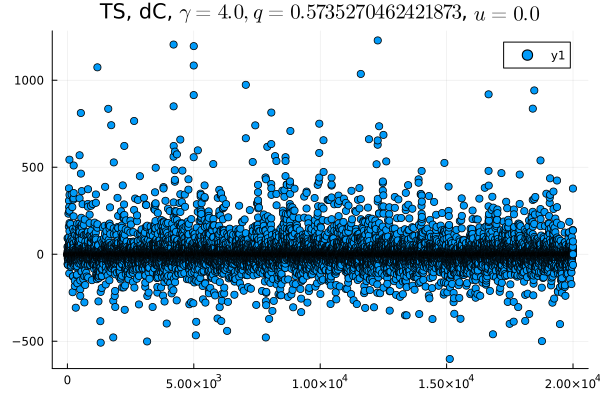 TS, dC, γ = 4.0, q = 0.5735270462421873, u = 0.0
y1
1000
500
0
−500
0 5.00×10³ 1.00×10⁴ 1.50×10⁴ 2.00×10⁴